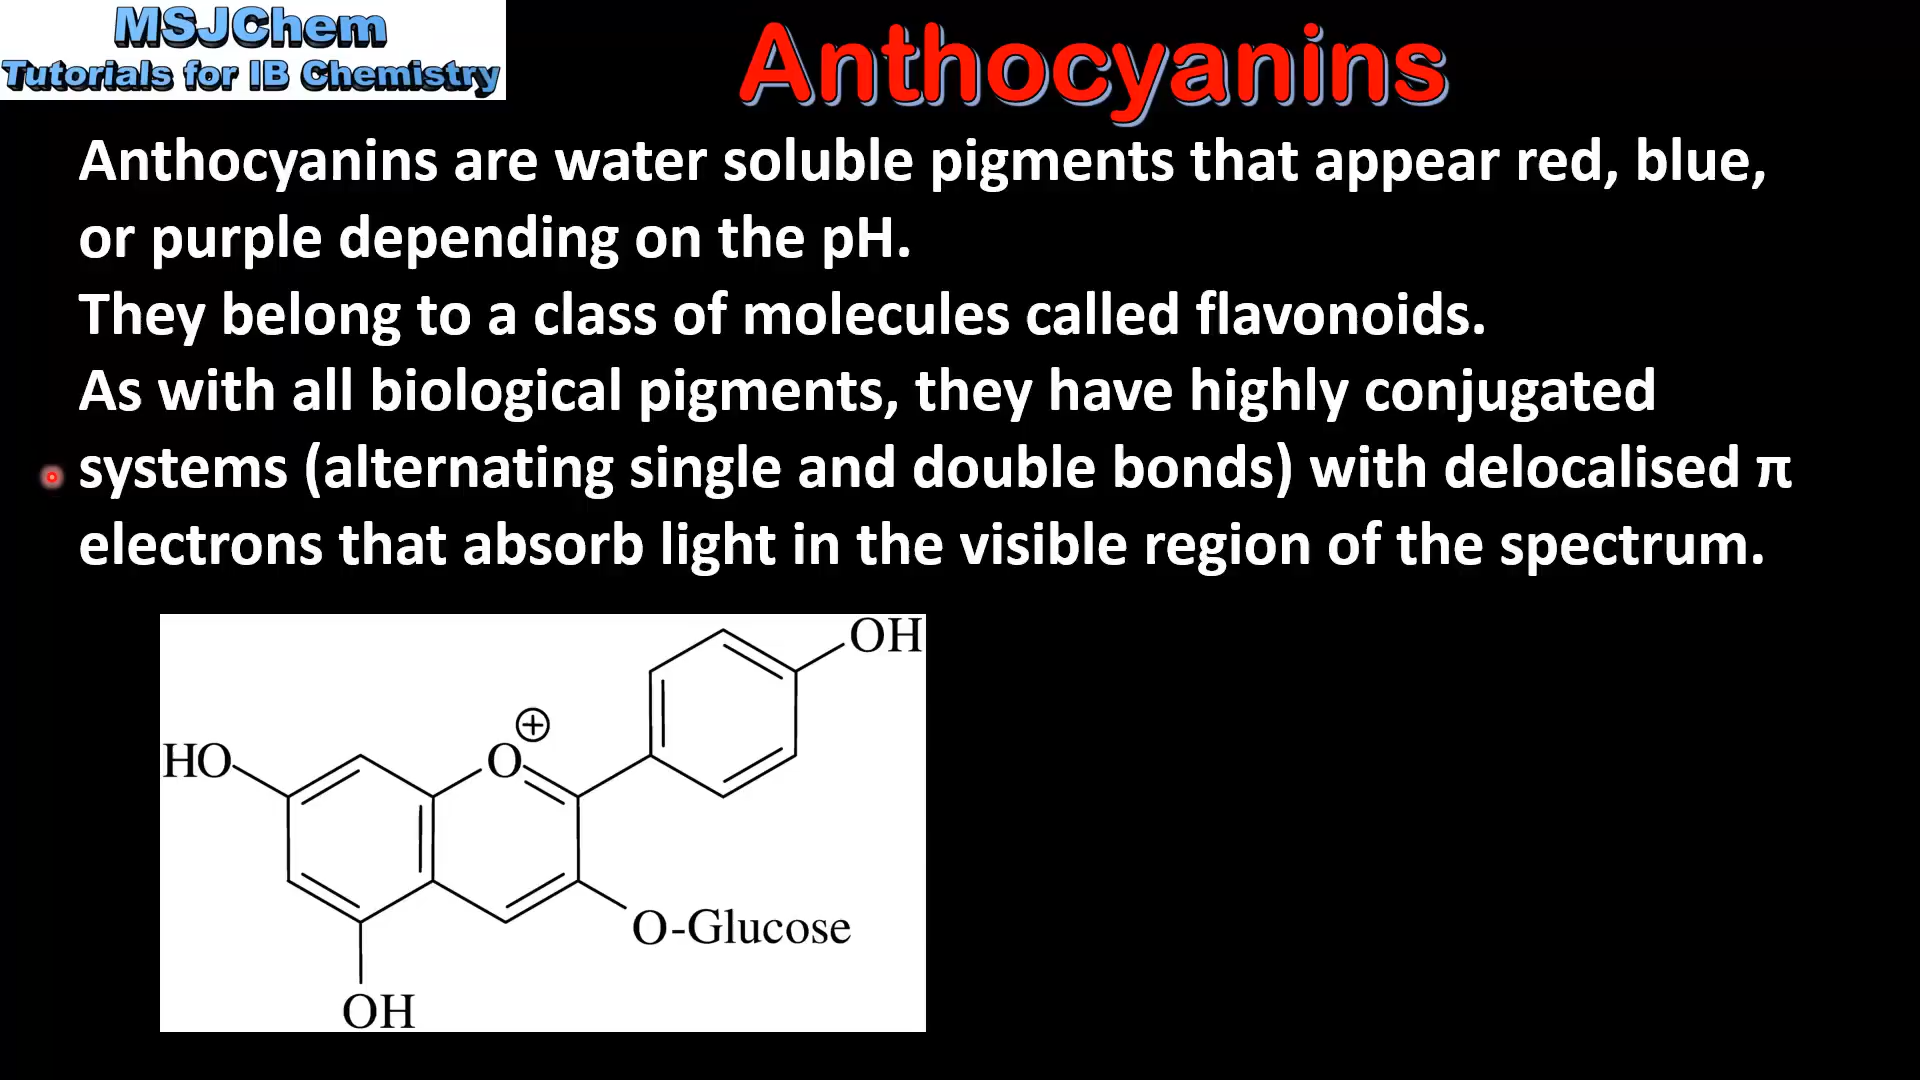 MSJChem
Tutorials for IB Chemistry
Anthocyanins
Anthocyanins are water soluble pigments that appear red, blue,
or purple depending on the pH.
They belong to a class of molecules called flavonoids.
As with all biological pigments, they have highly conjugated
systems (alternating single and double bonds) with delocalised π
electrons that absorb light in the visible region of the spectrum.
OH
+
HO
O
O-Glucose
OH